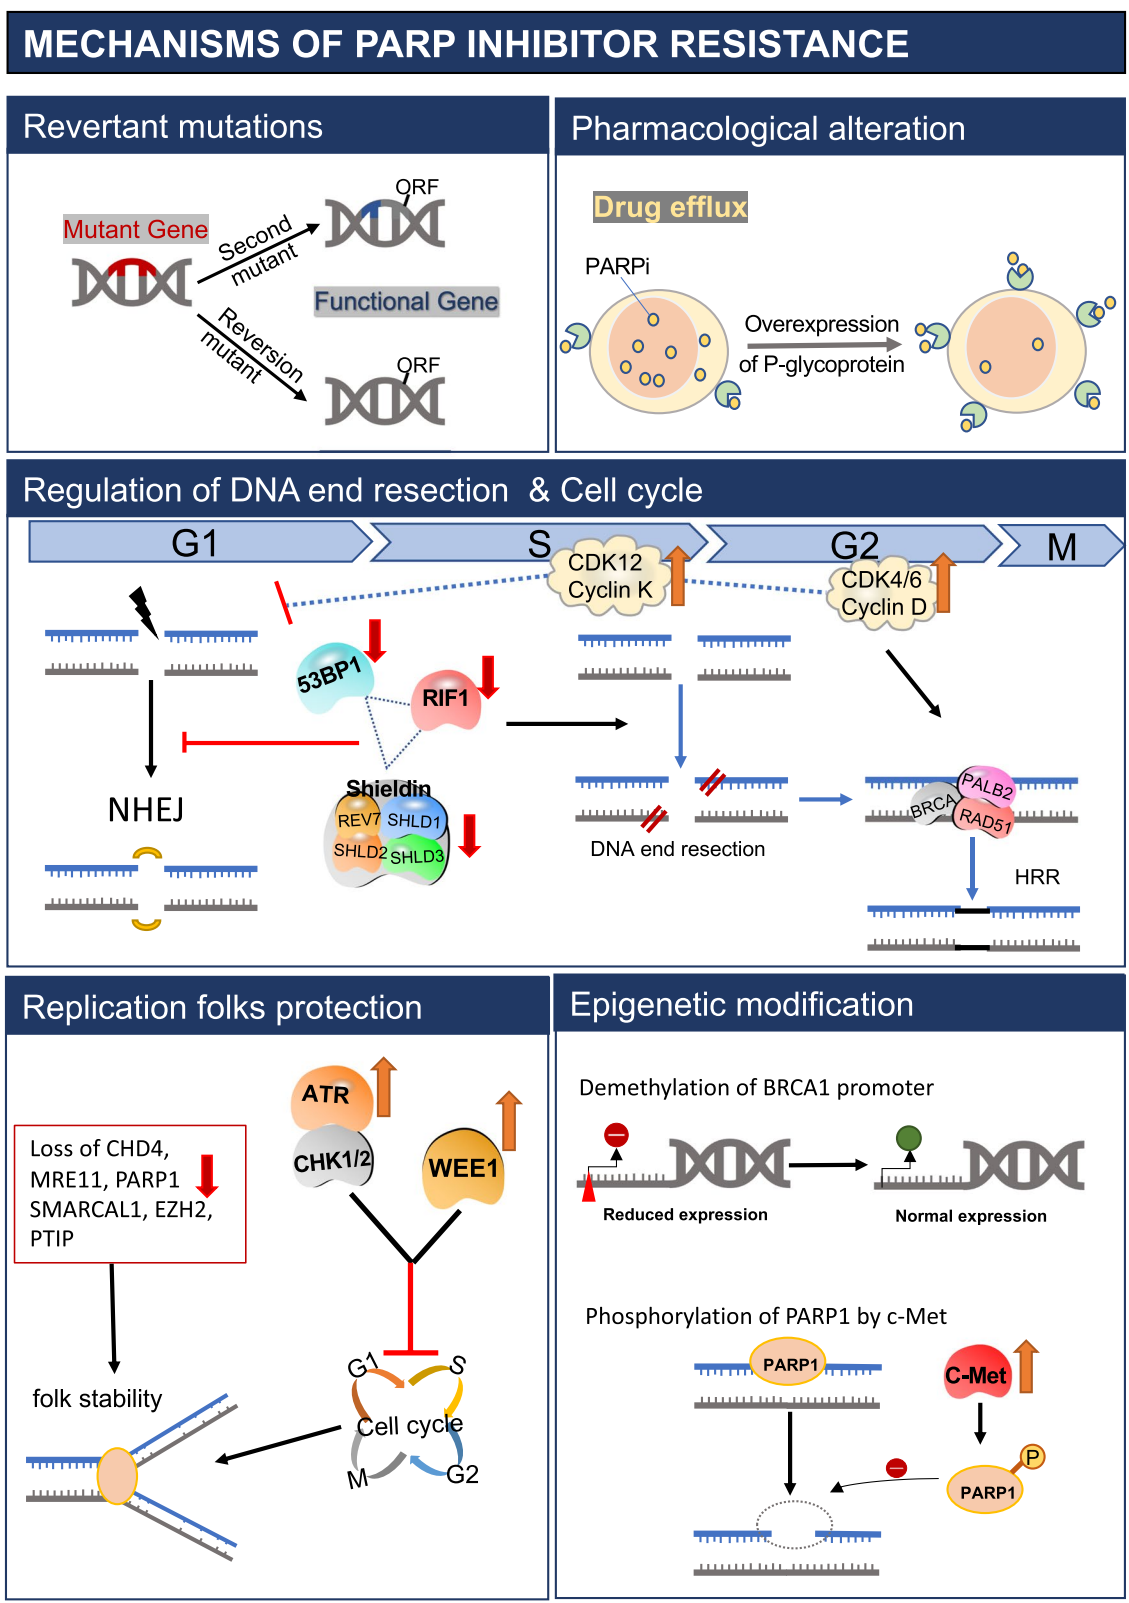 MECHANISMS OF PARP INHIBITOR RESISTANCE
Revertant mutations
Mutant Gene
Second
mutant
ORF
Functional Gene
Reversion
mutant
ORF
Pharmacological alteration
Drug efflux
PARPi
Overexpression
of P-glycoprotein
Regulation of DNA end resection & Cell cycle
G1
S
G2
M
CDK12
Cyclin K
CDK4/6
Cyclin D
53BP1
RIF1
NHEJ
Shieldin
REV7
SHLD1
SHLD2
SHLD3
DNA end resection
PALB2
BRCA
RAD51
HRR
Replication folks protection
ATR
CHK1/2
WEE1
Loss of CHD4,
MRE11, PARP1
SMARCAL1, EZH2,
PTIP
folk stability
G1
S
Cell cycle
M
G2
Epigenetic modification
Demethylation of BRCA1 promoter
Reduced expression
Normal expression
Phosphorylation of PARP1 by c-Met
PARP1
C-Met
P
PARP1